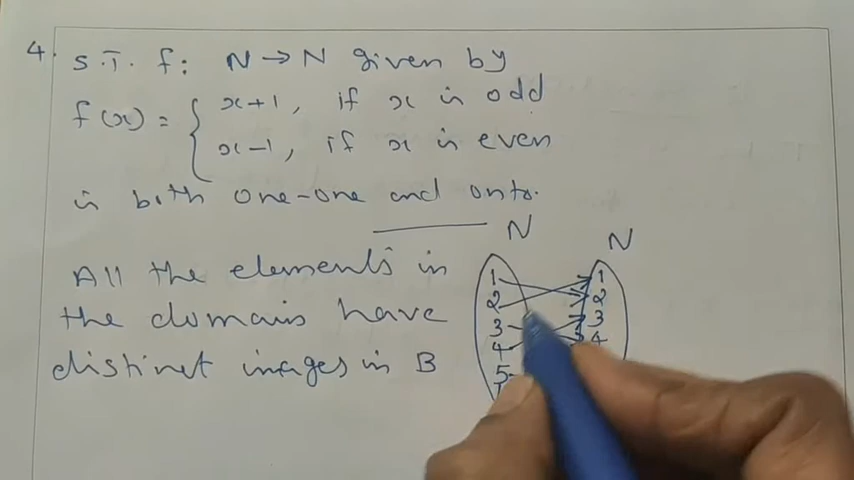 4. S.T. f: N → N given by
f(x) = { x+1, if x is odd
x-1, if x is even
is both one-one and onto.
All the elements in
the domain have
distinct images in B
N N
1 1
2 2
3 3
4 4
5